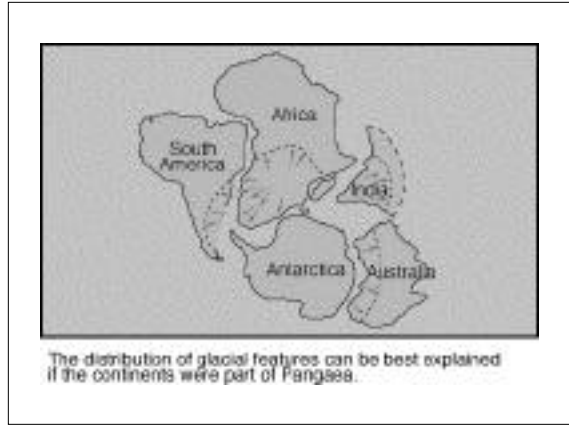 Africa
South
America
India
Antarctica
Australia
The distribution of glacial features can be best explained
if the continents were part of Pangaea.